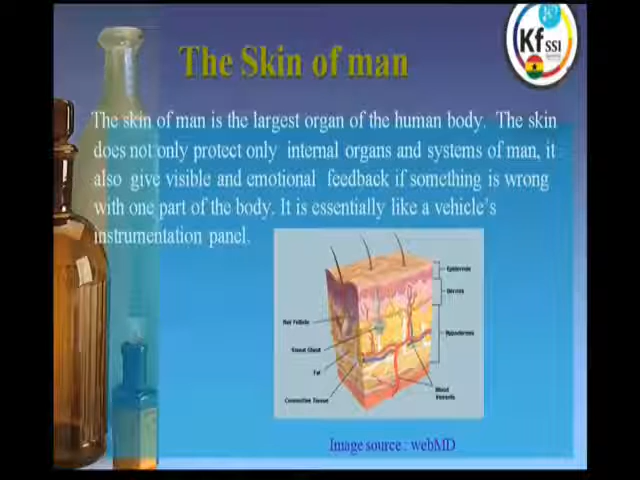 The Skin of man
Kf SSI
The skin of man is the largest organ of the human body. The skin
does not only protect only internal organs and systems of man, it
also give visible and emotional feedback if something is wrong
with one part of the body. It is essentially like a vehicle's
instrumentation panel.
Epidermis
Dermis
Hair Follicle
Hypodermis
Sweat Gland
Fat
Connective Tissue
Blood
Vessels
Image source : webMD